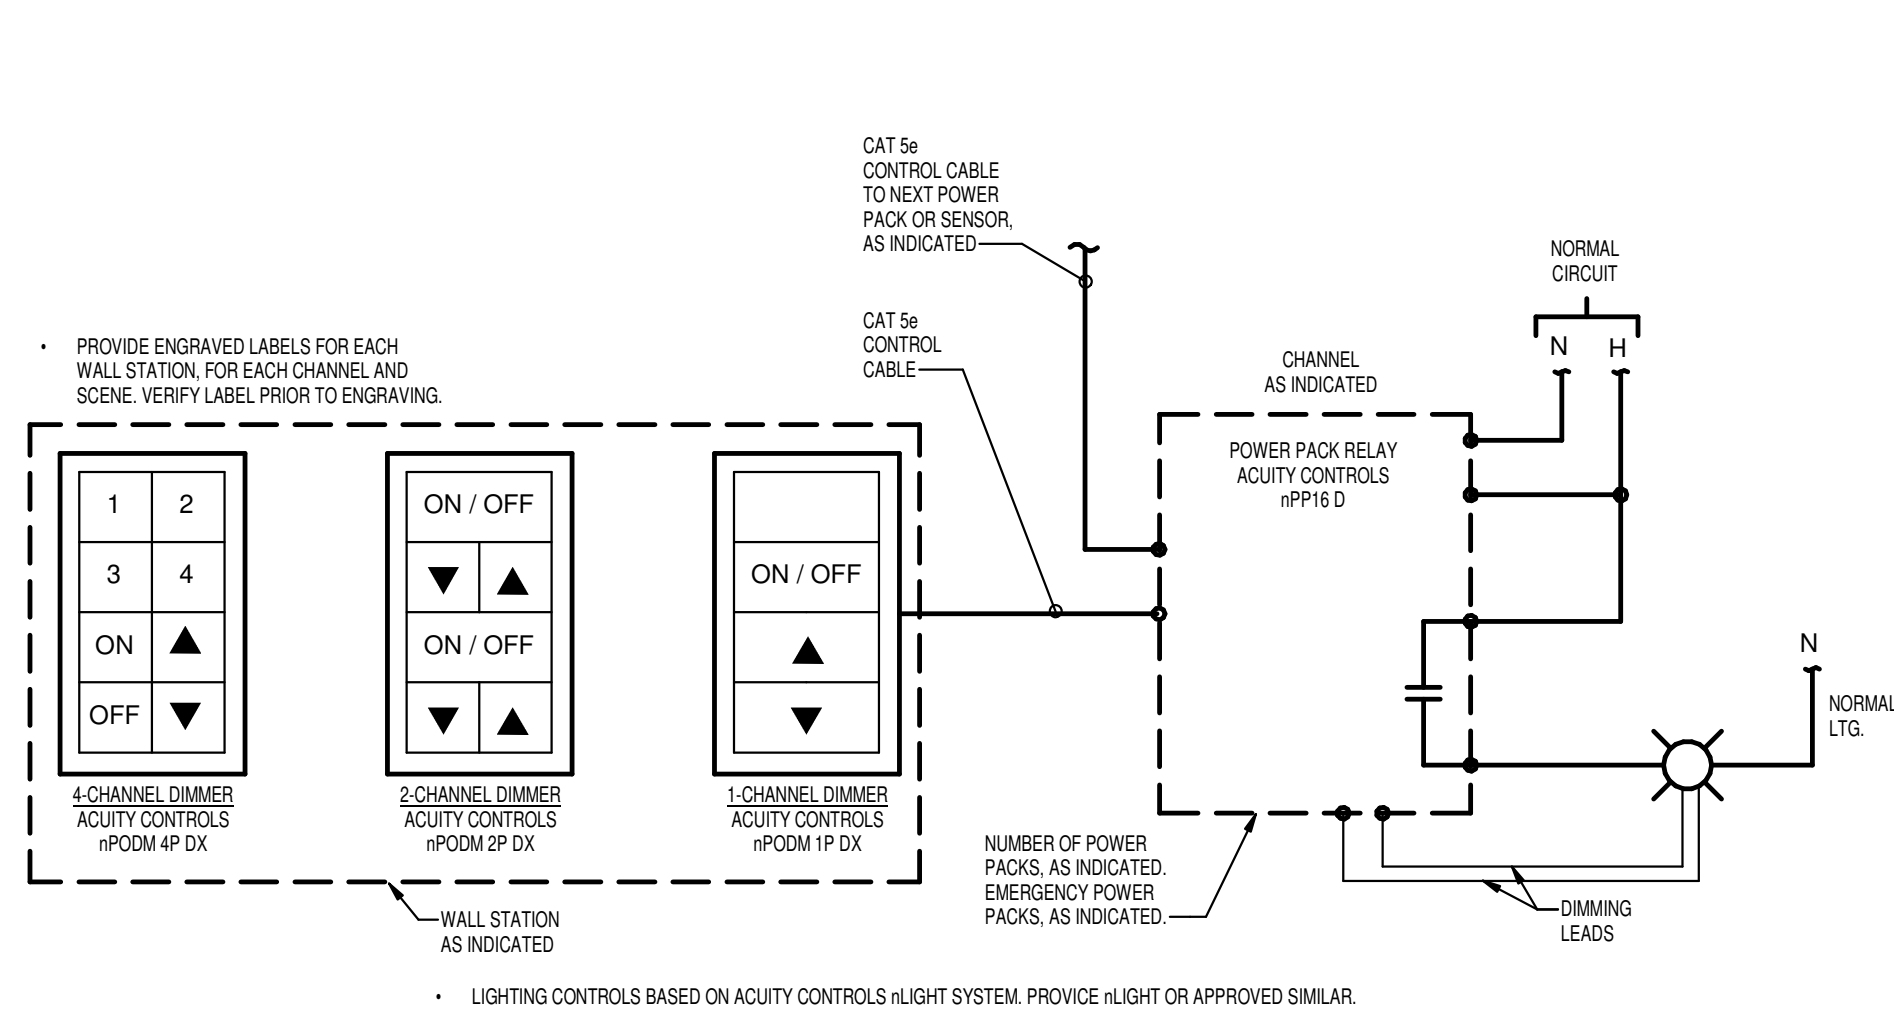 CAT 5e
CONTROL CABLE
TO NEXT POWER
PACK OR SENSOR,
AS INDICATED
NORMAL
CIRCUIT
N
H
CAT 5e
CONTROL
CABLE
• PROVIDE ENGRAVED LABELS FOR EACH
WALL STATION, FOR EACH CHANNEL AND
SCENE. VERIFY LABEL PRIOR TO ENGRAVING.
CHANNEL
AS INDICATED
POWER PACK RELAY
ACUITY CONTROLS
nPP16 D
1 2
3 4
ON
OFF
4-CHANNEL DIMMER
ACUITY CONTROLS
nPODM 4P DX
ON / OFF
ON / OFF
2-CHANNEL DIMMER
ACUITY CONTROLS
nPODM 2P DX
ON / OFF
1-CHANNEL DIMMER
ACUITY CONTROLS
nPODM 1P DX
N
NORMAL
LTG.
NUMBER OF POWER
PACKS, AS INDICATED.
EMERGENCY POWER
PACKS, AS INDICATED.
DIMMING
LEADS
WALL STATION
AS INDICATED
• LIGHTING CONTROLS BASED ON ACUITY CONTROLS nLIGHT SYSTEM. PROVICE nLIGHT OR APPROVED SIMILAR.